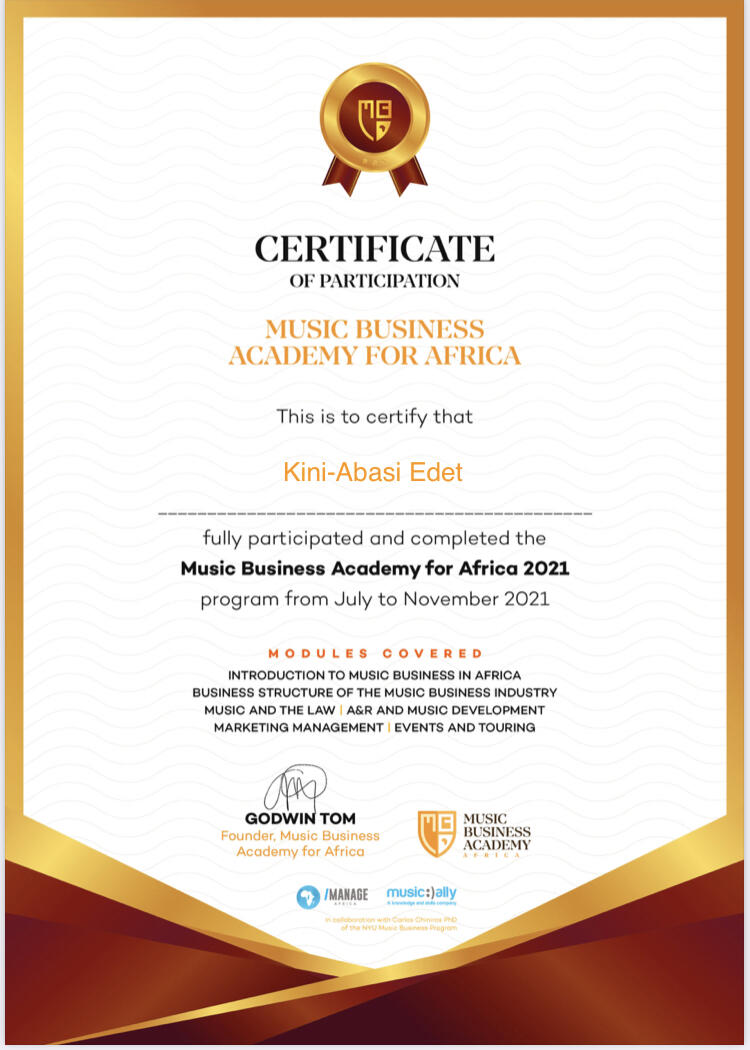 CERTIFICATE
OF PARTICIPATION
MUSIC BUSINESS
ACADEMY FOR AFRICA
This is to certify that
Kini-Abasi Edet
fully participated and completed the
Music Business Academy for Africa 2021
program from July to November 2021
MODULES COVERED
INTRODUCTION TO MUSIC BUSINESS IN AFRICA
BUSINESS STRUCTURE OF THE MUSIC BUSINESS INDUSTRY
MUSIC AND THE LAW | A&R AND MUSIC DEVELOPMENT
MARKETING MANAGEMENT | EVENTS AND TOURING
GODWIN TOM
Founder, Music Business
Academy for Africa
MUSIC
BUSINESS
ACADEMY
AFRICA
/MANAGE
AFRICA
music:)ally
A knowledge and skills company
In collaboration with Carlos Chirinos PhD
of the NYU Music Business Program